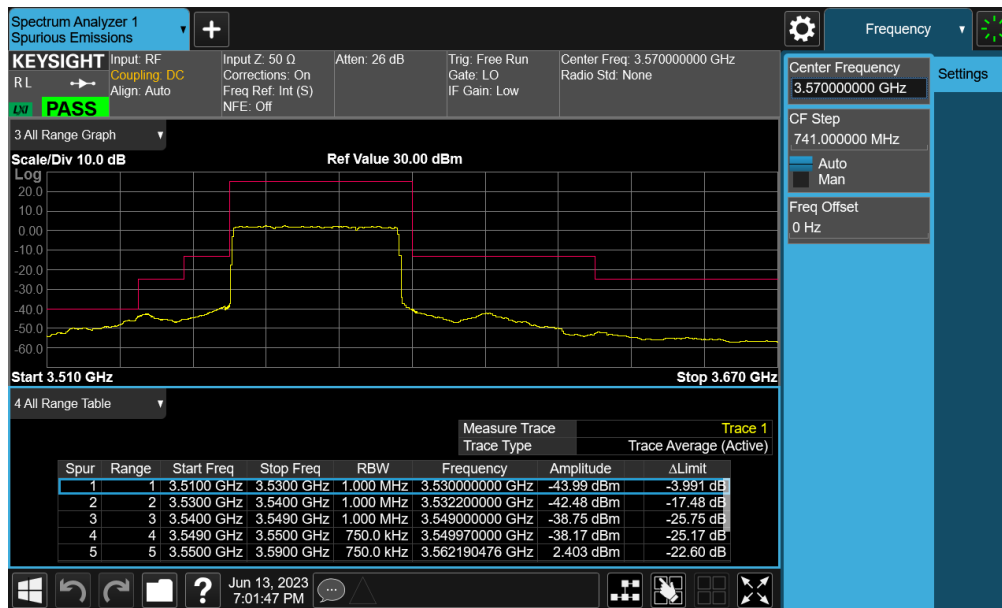 Spectrum Analyzer 1
Spurious Emissions
Frequency
KEYSIGHT
R L
LXI
PASS
Input: RF
Coupling: DC
Align: Auto
Input Z: 50 Ω
Corrections: On
Freq Ref: Int (S)
NFE: Off
Atten: 26 dB
Trig: Free Run
Gate: LO
IF Gain: Low
Center Freq: 3.570000000 GHz
Radio Std: None
Center Frequency
3.570000000 GHz
Settings
CF Step
741.000000 MHz
Auto
Man
Freq Offset
0 Hz
3 All Range Graph
Scale/Div 10.0 dB
Ref Value 30.00 dBm
Log
20.0
10.0
0.00
-10.0
-20.0
-30.0
-40.0
-50.0
-60.0
Start 3.510 GHz
Stop 3.670 GHz
4 All Range Table
Measure Trace Trace 1
Trace Type Trace Average (Active)
Spur Range Start Freq Stop Freq RBW Frequency Amplitude ΔLimit
1 1 3.5100 GHz 3.5300 GHz 1.000 MHz 3.530000000 GHz -43.99 dBm -3.991 dB
2 2 3.5300 GHz 3.5400 GHz 1.000 MHz 3.532200000 GHz -42.48 dBm -17.48 dB
3 3 3.5400 GHz 3.5490 GHz 1.000 MHz 3.549000000 GHz -38.75 dBm -25.75 dB
4 4 3.5490 GHz 3.5500 GHz 750.0 kHz 3.549970000 GHz -38.17 dBm -25.17 dB
5 5 3.5500 GHz 3.5900 GHz 750.0 kHz 3.562190476 GHz 2.403 dBm -22.60 dB
?
Jun 13, 2023
7:01:47 PM